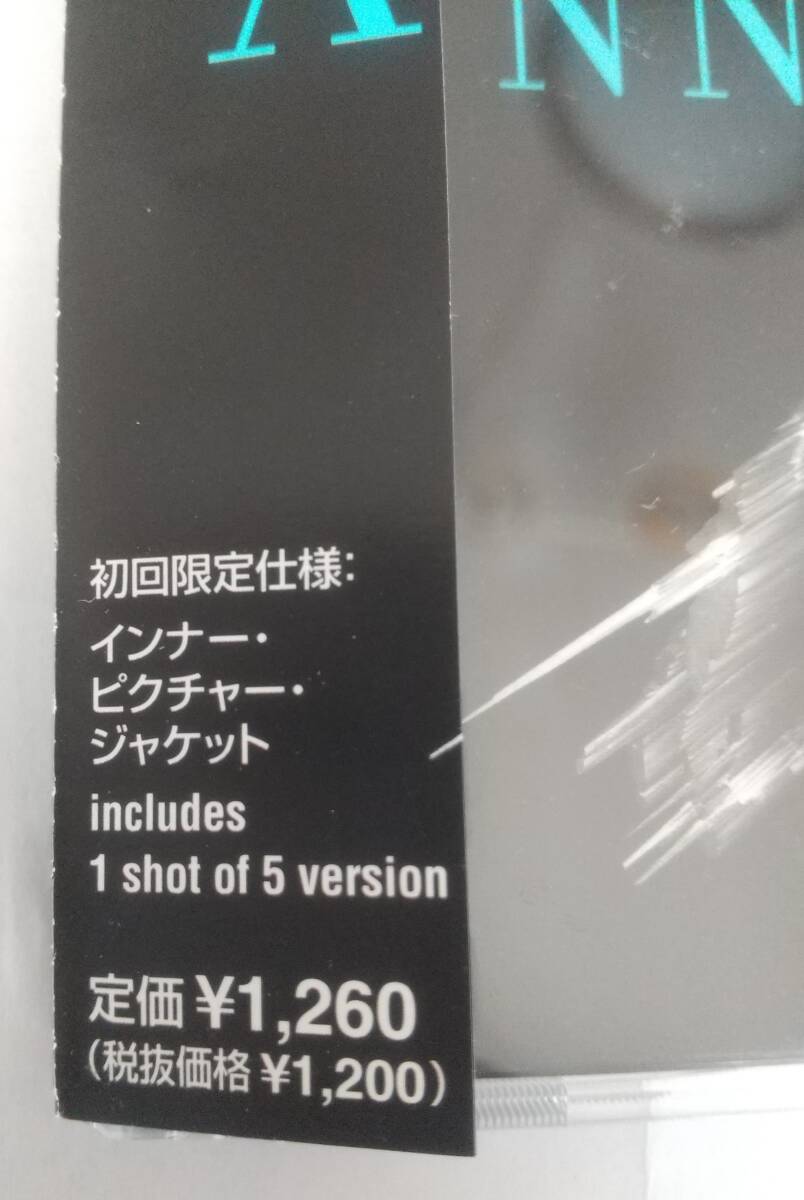 A NN
初回限定仕様:
インナー・
ピクチャー・
ジャケット
includes
1 shot of 5 version
定価 ¥1,260
(税抜価格 ¥1,200)